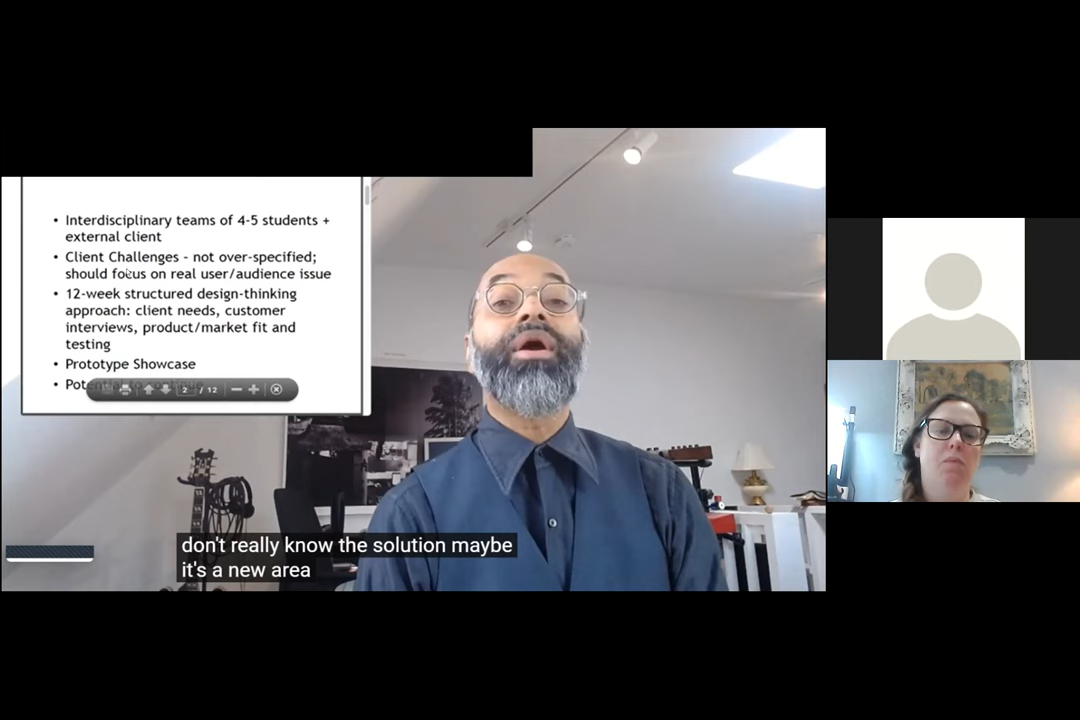 • Interdisciplinary teams of 4-5 students +
external client
• Client Challenges - not over-specified;
should focus on real user/audience issue
• 12-week structured design-thinking
approach: client needs, customer
interviews, product/market fit and
testing
• Prototype Showcase
•
2 / 12
don't really know the solution maybe
it's a new area